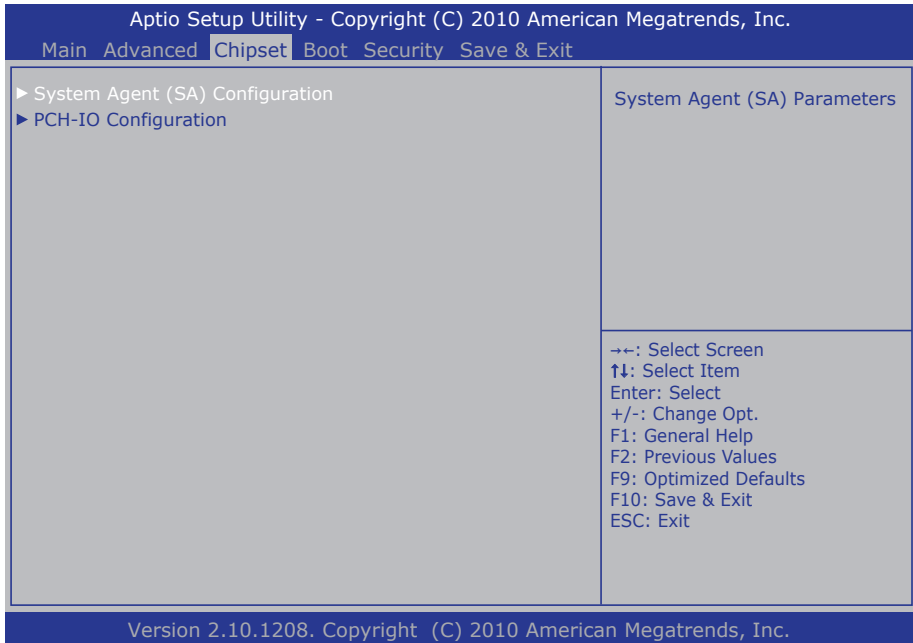 Aptio Setup Utility - Copyright (C) 2010 American Megatrends, Inc.
Main Advanced Chipset Boot Security Save & Exit
► System Agent (SA) Configuration
► PCH-IO Configuration
System Agent (SA) Parameters
→←: Select Screen
↑↓: Select Item
Enter: Select
+/-: Change Opt.
F1: General Help
F2: Previous Values
F9: Optimized Defaults
F10: Save & Exit
ESC: Exit
Version 2.10.1208. Copyright (C) 2010 American Megatrends, Inc.